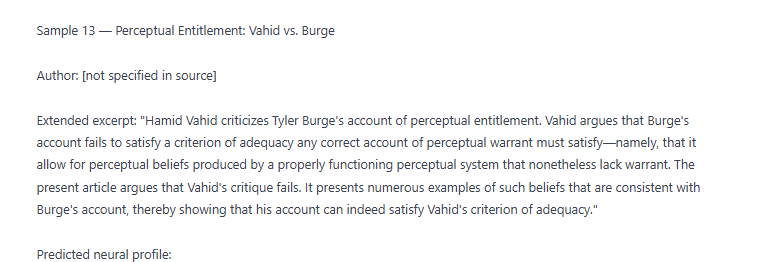 Sample 13 — Perceptual Entitlement: Vahid vs. Burge
Author: [not specified in source]
Extended excerpt: "Hamid Vahid criticizes Tyler Burge's account of perceptual entitlement. Vahid argues that Burge's
account fails to satisfy a criterion of adequacy any correct account of perceptual warrant must satisfy—namely, that it
allow for perceptual beliefs produced by a properly functioning perceptual system that nonetheless lack warrant. The
present article argues that Vahid's critique fails. It presents numerous examples of such beliefs that are consistent with
Burge's account, thereby showing that his account can indeed satisfy Vahid's criterion of adequacy."
Predicted neural profile: